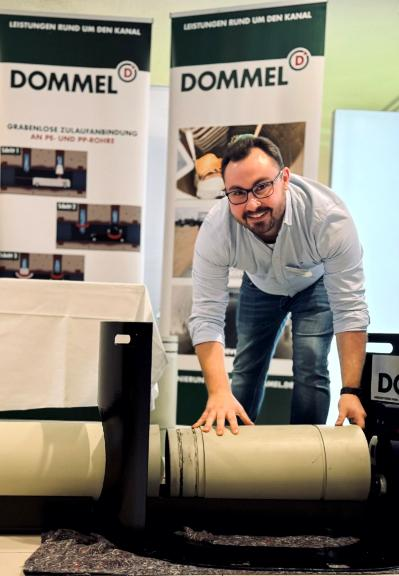 LEISTUNGEN RUND UM DEN KANAL
DOMMEL
GRABENLOSE ZULAUFANBINDUNG
AN PE- UND PP-ROHRE
LEISTUNGEN RUND UM DEN KANAL
DOMMEL